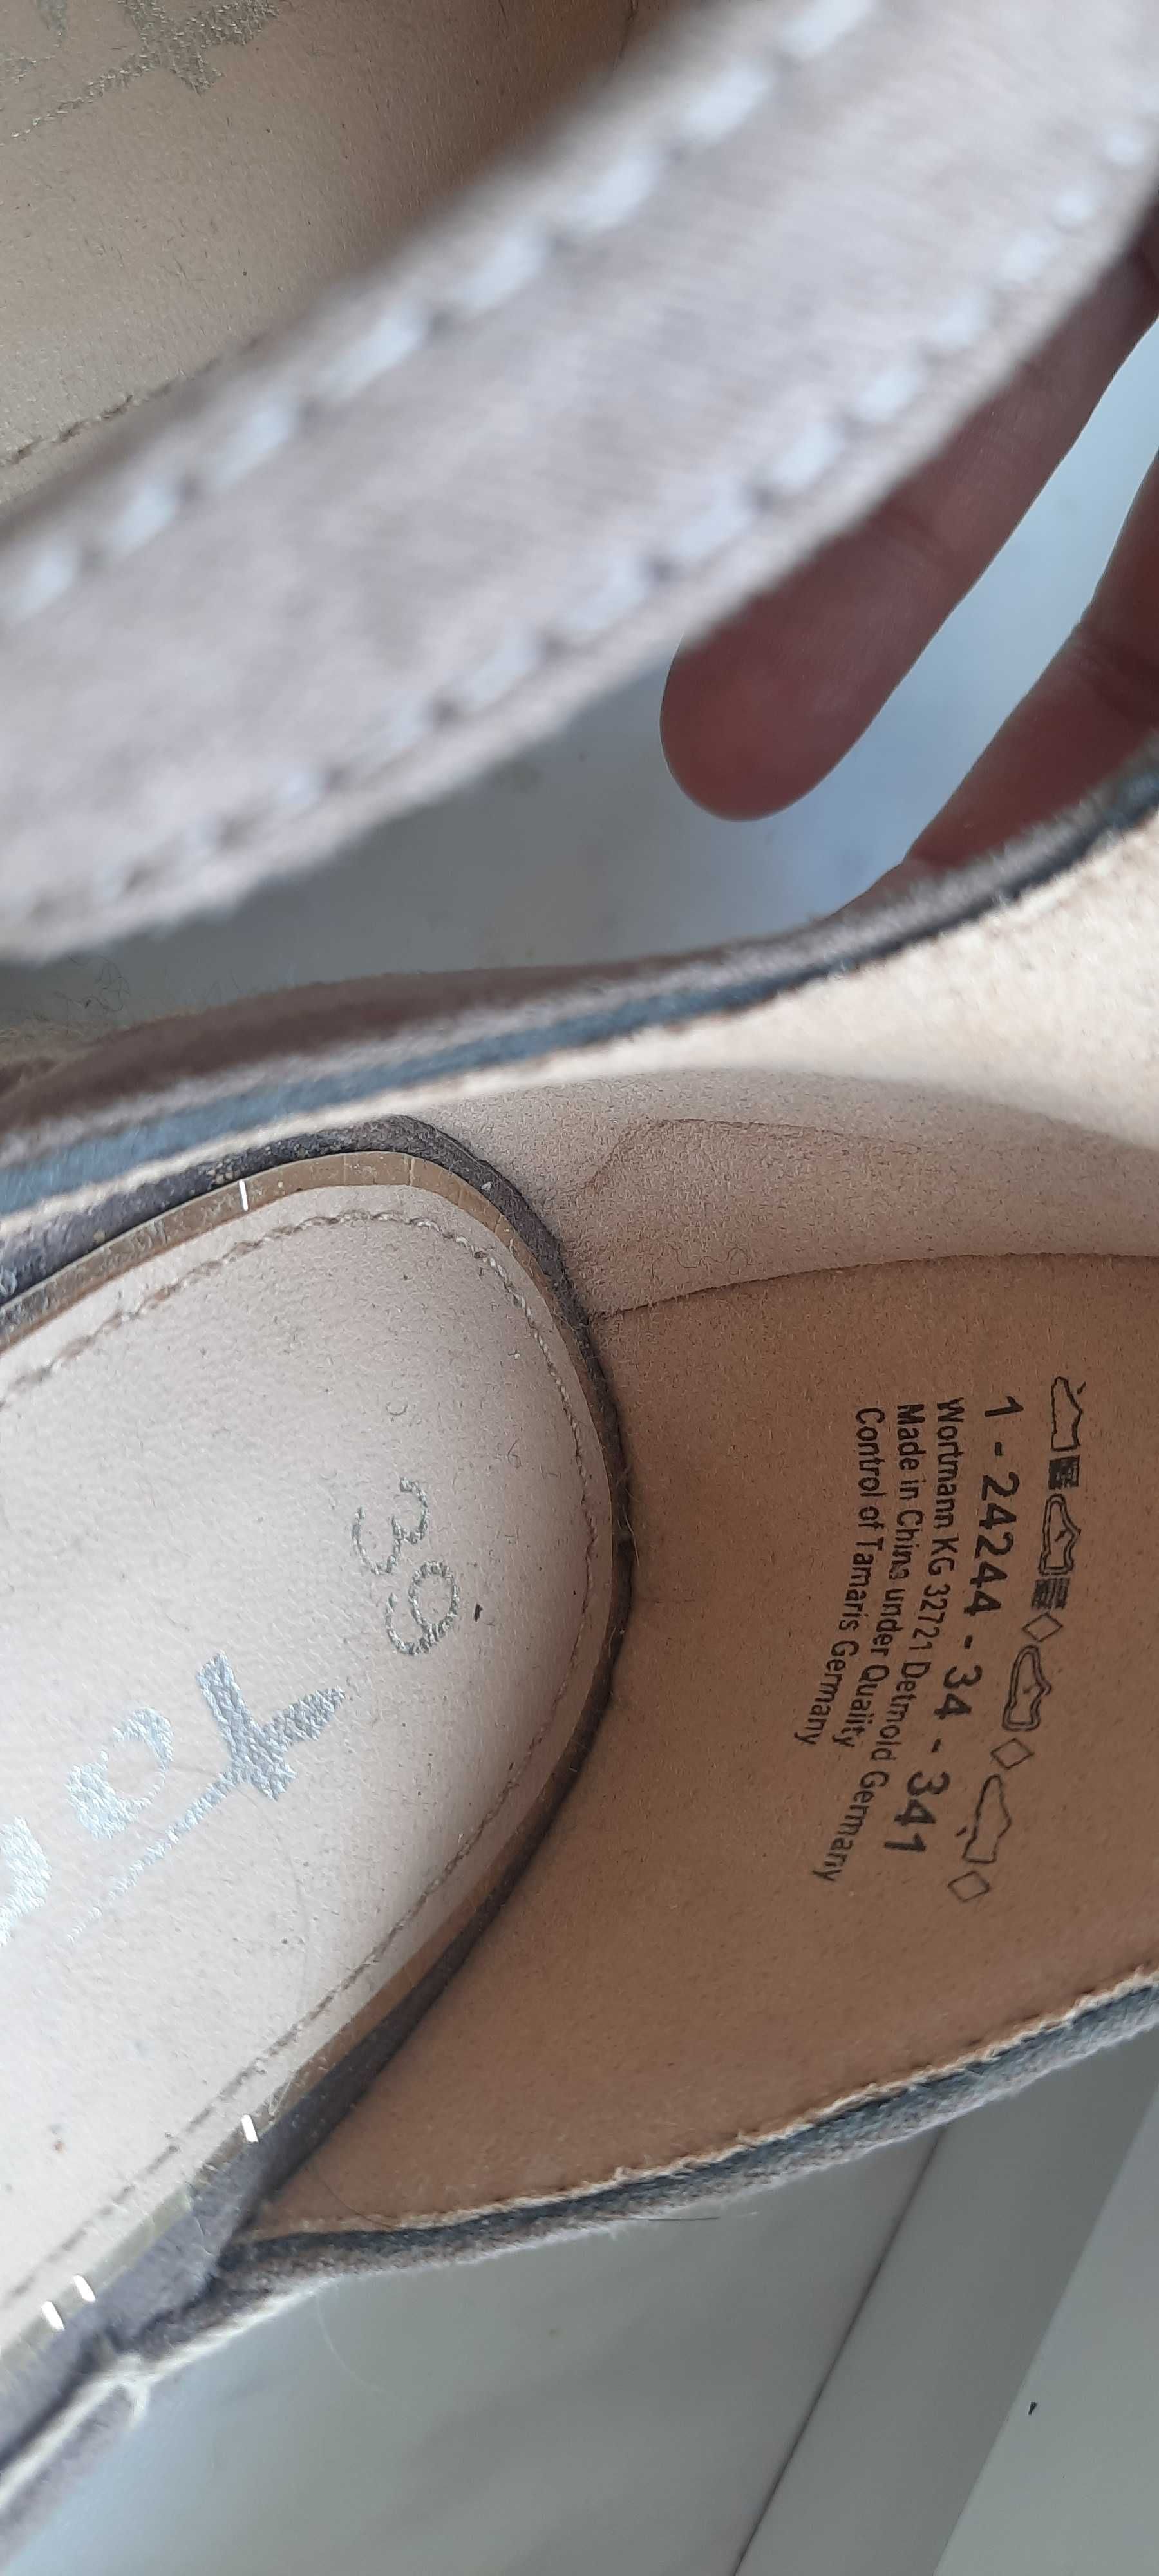 1 - 24244 - 34 - 341
Wortmann KG 32721 Detmold Germany
Made in China under Quality
Control of Tamaris Germany
39